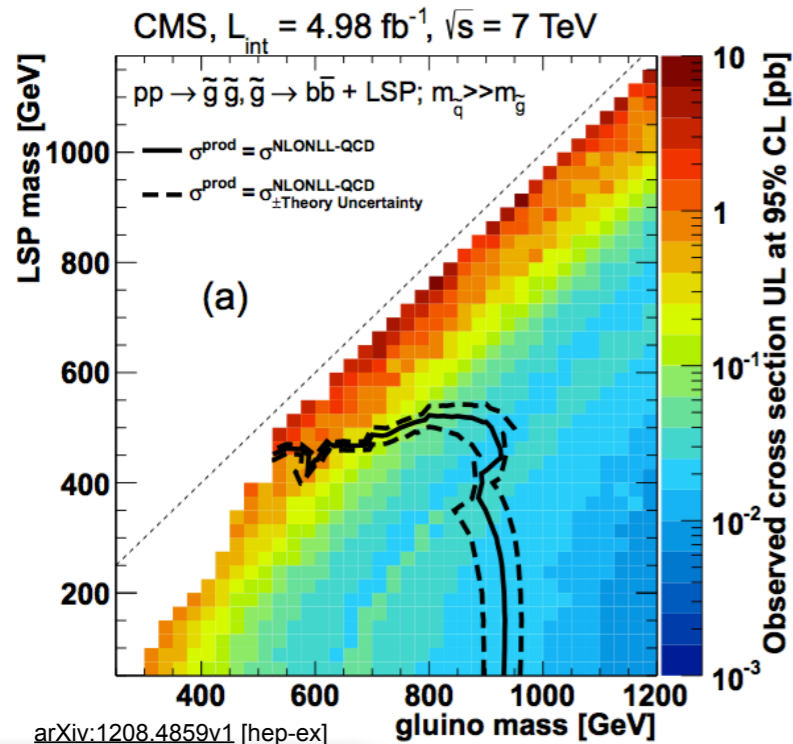 CMS, L_int = 4.98 fb⁻¹, √s = 7 TeV
pp → g̃ g̃, g̃ → bb̄ + LSP; m_q̃>>m_g̃
σ^prod = σ^NLONLL-QCD
σ^prod = σ^NLONLL-QCD_±Theory Uncertainty
(a)
LSP mass [GeV]
1000
800
600
400
200
400 600 800 1000 1200
gluino mass [GeV]
10
1
10⁻¹
10⁻²
10⁻³
Observed cross section UL at 95% CL [pb]
arXiv:1208.4859v1 [hep-ex]